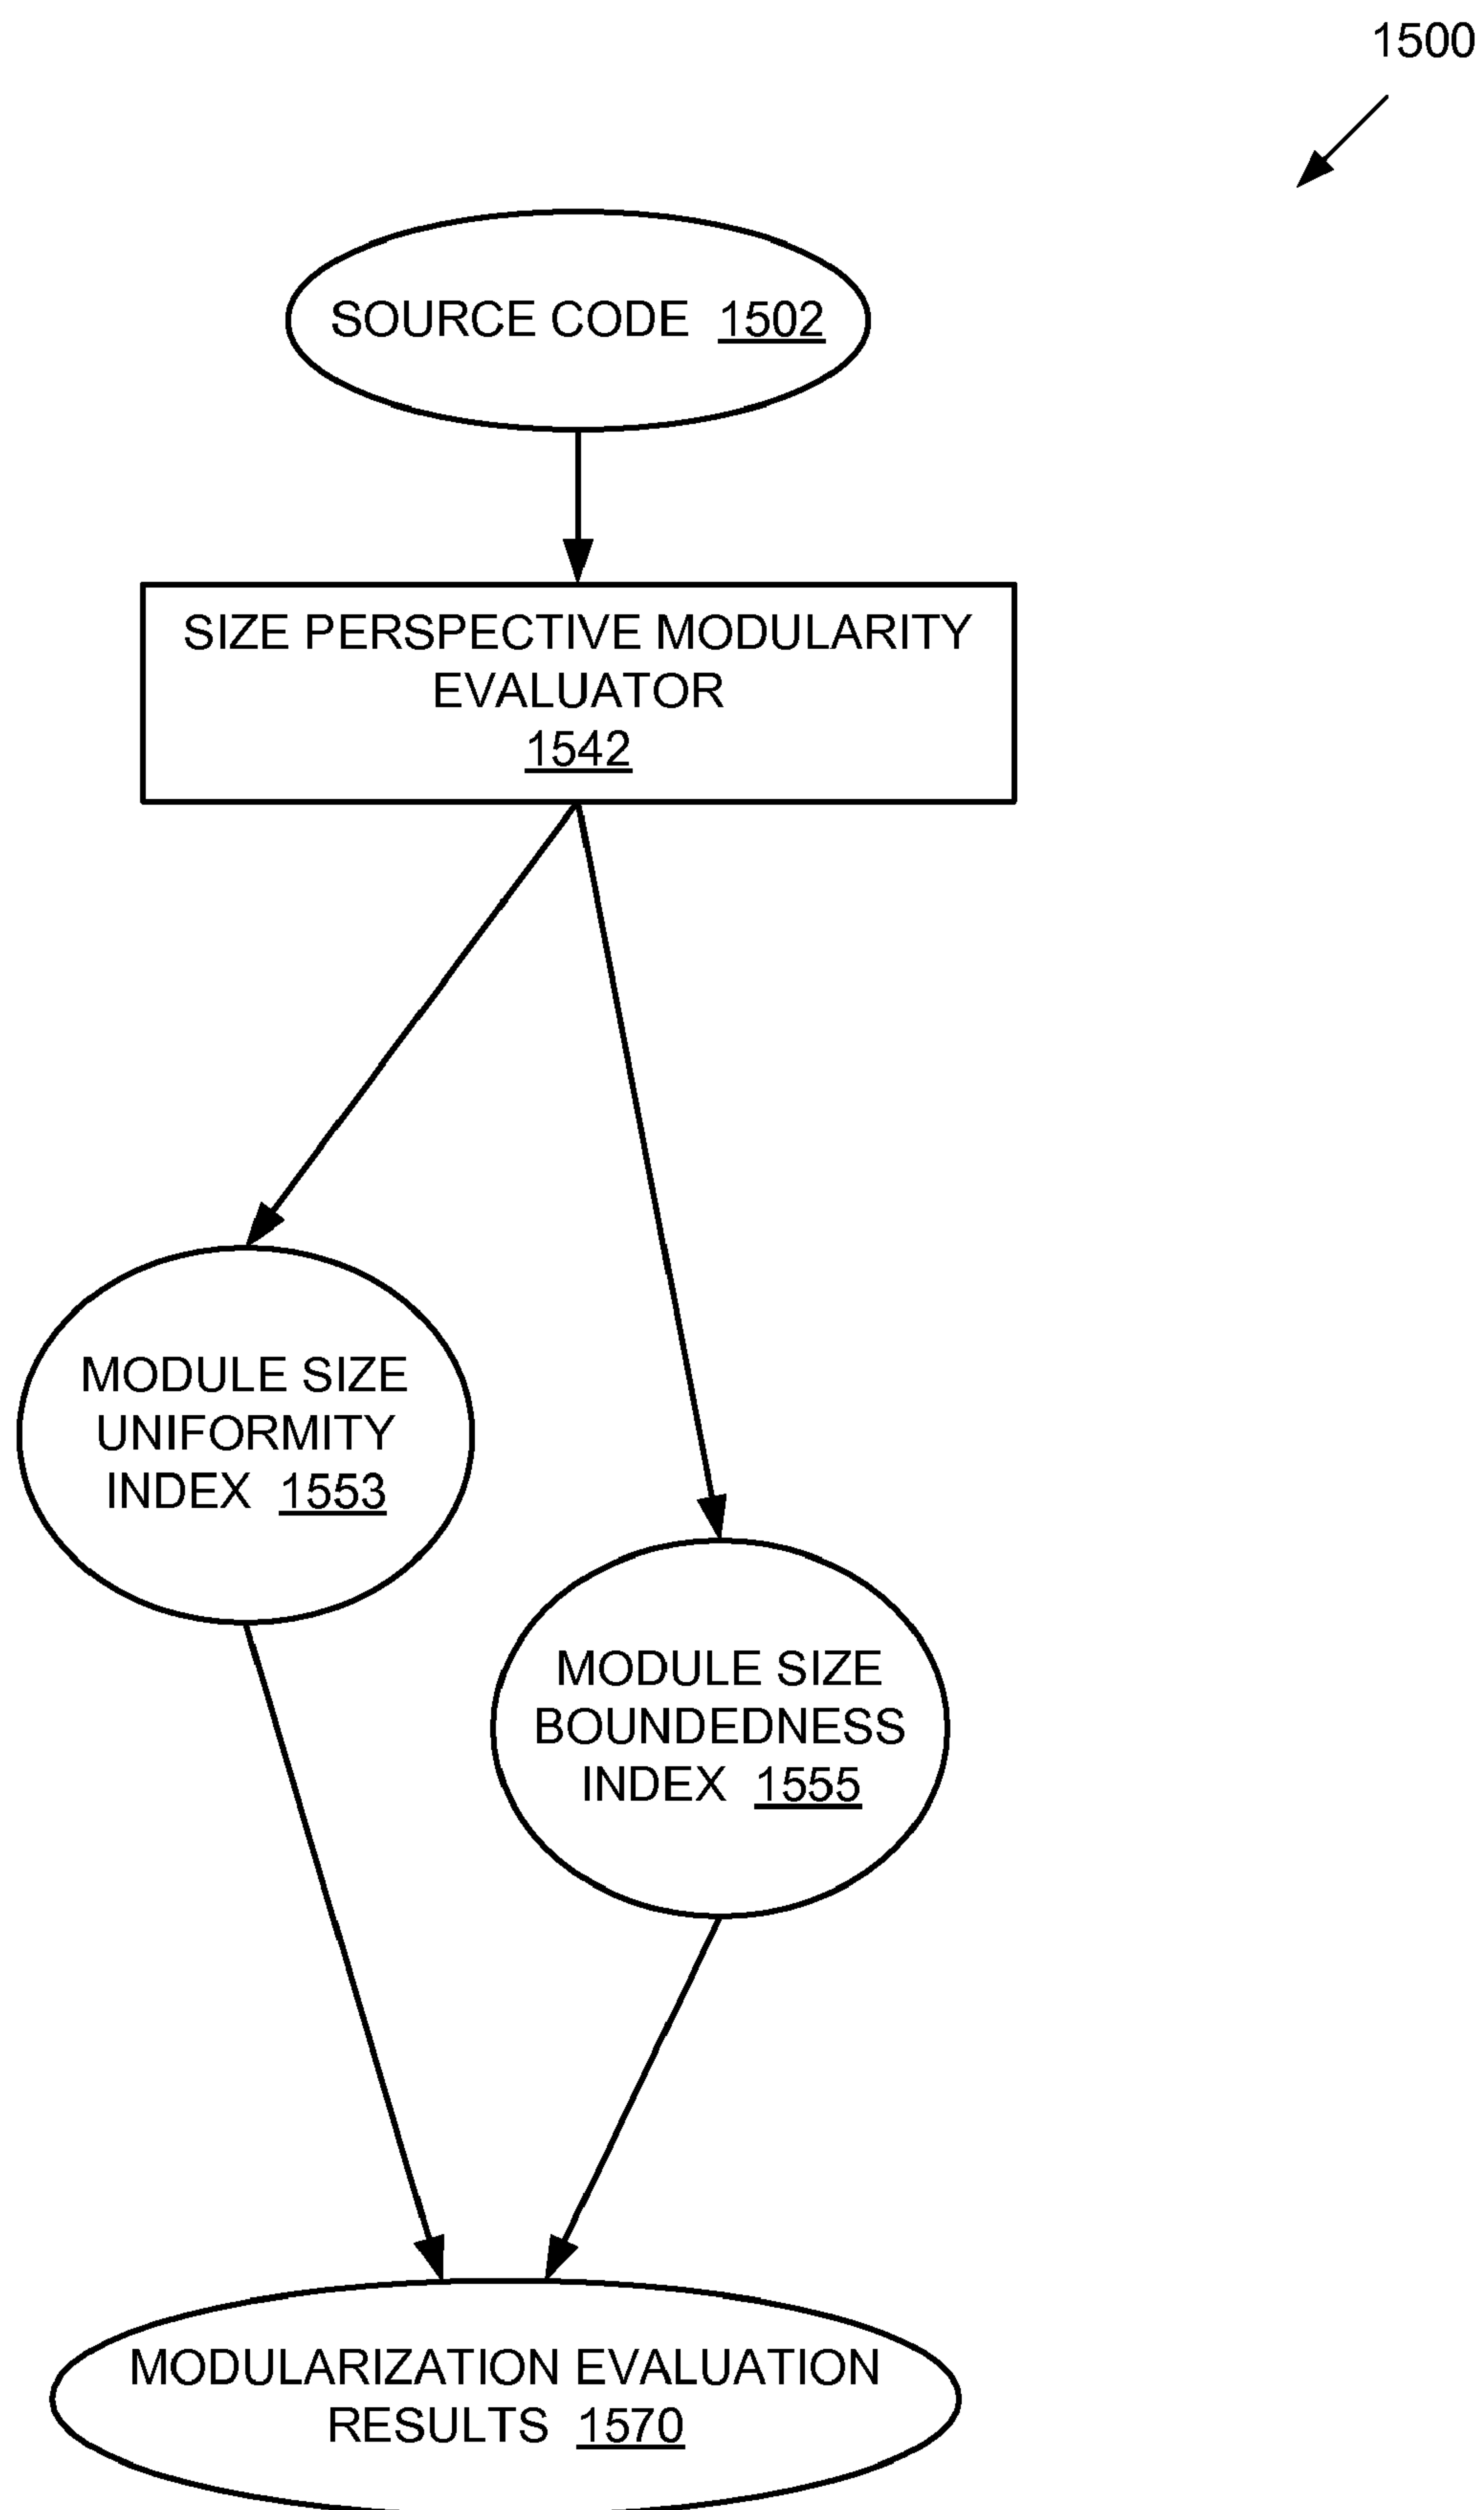 1500
SOURCE CODE 1502
SIZE PERSPECTIVE MODULARITY
EVALUATOR
1542
MODULE SIZE
UNIFORMITY
INDEX 1553
MODULE SIZE
BOUNDEDNESS
INDEX 1555
MODULARIZATION EVALUATION
RESULTS 1570